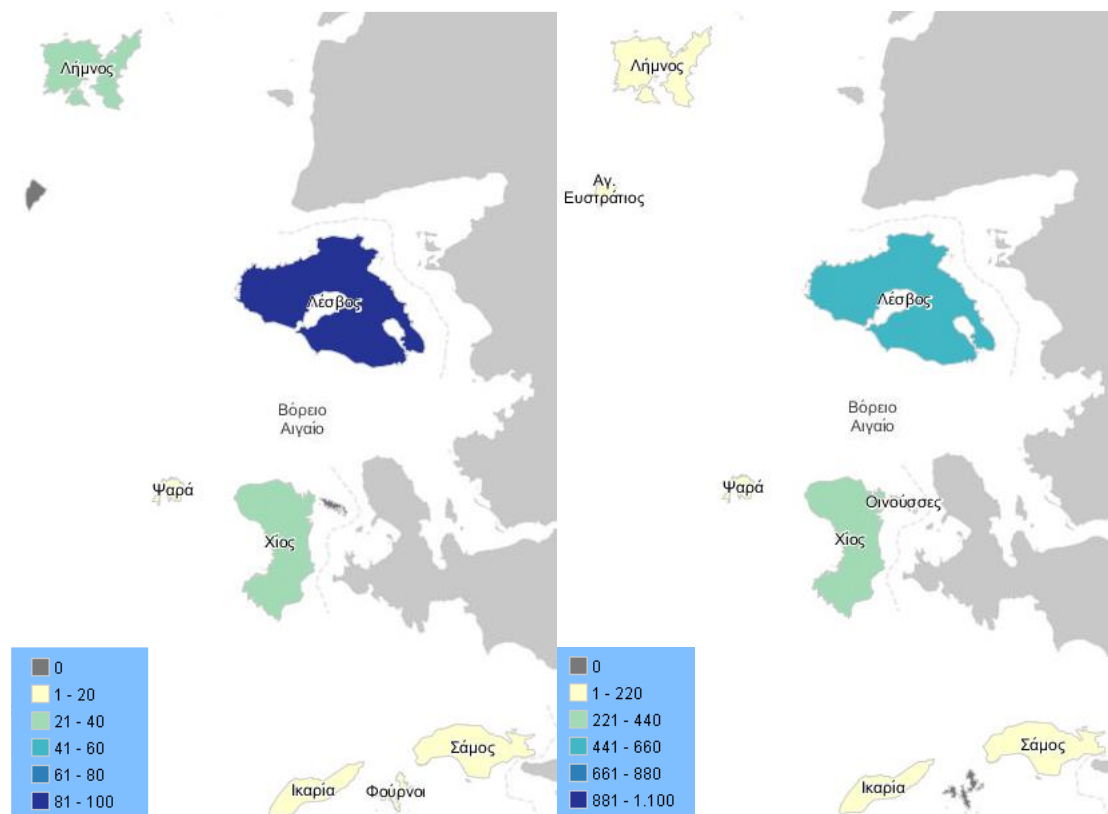 Λήμνος
Λέσβος
Βόρειο
Αιγαίο
Ψαρά
Χίος
Σάμος
Ικαρία
Φούρνοι
0
1 - 20
21 - 40
41 - 60
61 - 80
81 - 100
Λήμνος
Αγ.
Ευστράτιος
Λέσβος
Βόρειο
Αιγαίο
Ψαρά
Οινούσσες
Χίος
Σάμος
Ικαρία
0
1 - 220
221 - 440
441 - 660
661 - 880
881 - 1.100